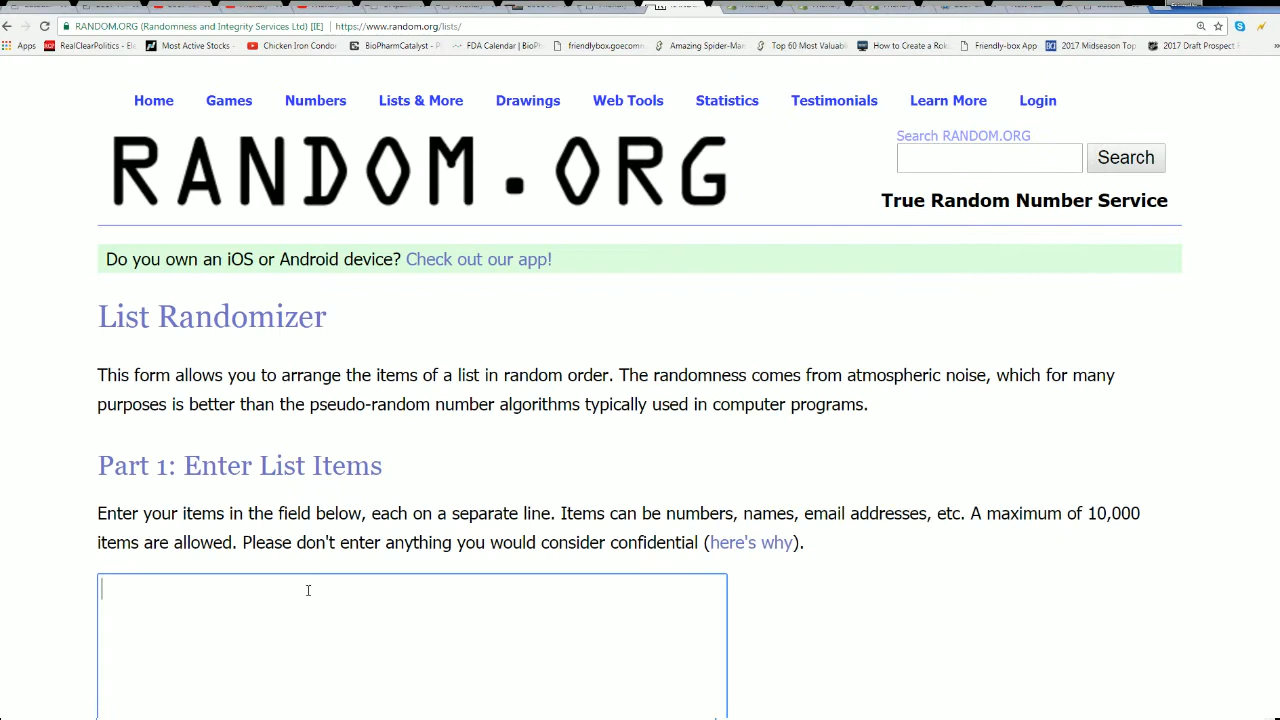 RANDOM.ORG (Randomness and Integrity Services Ltd) [IE] https://www.random.org/lists/
Apps RealClearPolitics - Ele Most Active Stocks - Chicken Iron Condor BioPharmCatalyst - P FDA Calendar | BioPh friendlybox.goecomm Amazing Spider-Man Top 60 Most Valuabl How to Create a Rok Friendly-box App 2017 Midseason Top 2017 Draft Prospect
Home Games Numbers Lists & More Drawings Web Tools Statistics Testimonials Learn More Login
RANDOM.ORG
Search RANDOM.ORG
Search
True Random Number Service
Do you own an iOS or Android device? Check out our app!
List Randomizer
This form allows you to arrange the items of a list in random order. The randomness comes from atmospheric noise, which for many
purposes is better than the pseudo-random number algorithms typically used in computer programs.
Part 1: Enter List Items
Enter your items in the field below, each on a separate line. Items can be numbers, names, email addresses, etc. A maximum of 10,000
items are allowed. Please don't enter anything you would consider confidential (here's why).